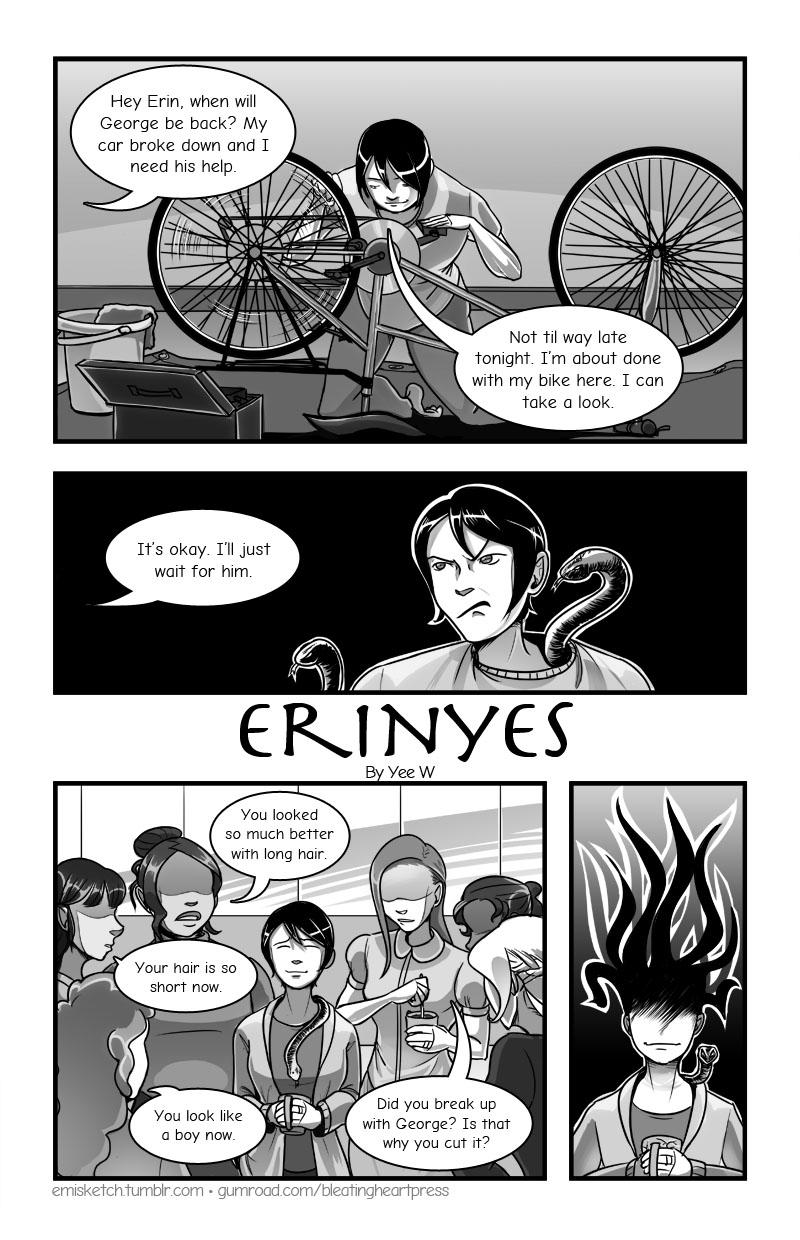 Hey Erin, when will
George be back? My
car broke down and I
need his help.
Not til way late
tonight. I'm about done
with my bike here. I can
take a look.
It's okay. I'll just
wait for him.
ERINYES
By Yee W
You looked
so much better
with long hair.
Your hair is so
short now.
You look like
a boy now.
Did you break up
with George? Is that
why you cut it?
emisketch.tumblr.com • gumroad.com/bleatingheartpress